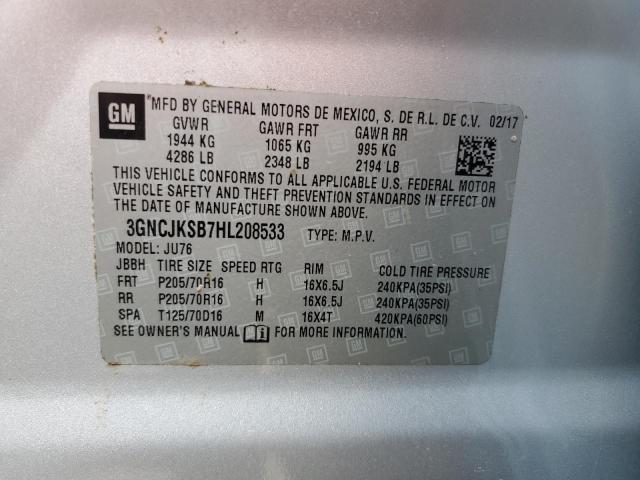 GM
MFD BY GENERAL MOTORS DE MEXICO, S. DE R.L. DE C.V. 02/17
GVWR GAWR FRT GAWR RR
1944 KG 1065 KG 995 KG
4286 LB 2348 LB 2194 LB
THIS VEHICLE CONFORMS TO ALL APPLICABLE U.S. FEDERAL MOTOR
VEHICLE SAFETY AND THEFT PREVENTION STANDARDS IN EFFECT ON
THE DATE OF MANUFACTURE SHOWN ABOVE.
3GNCJKSB7HL208533 TYPE: M.P.V.
MODEL: JU76
JBBH TIRE SIZE SPEED RTG RIM COLD TIRE PRESSURE
FRT P205/70R16 H 16X6.5J 240KPA(35PSI)
RR P205/70R16 H 16X6.5J 240KPA(35PSI)
SPA T125/70D16 M 16X4T 420KPA(60PSI)
SEE OWNER'S MANUAL FOR MORE INFORMATION.